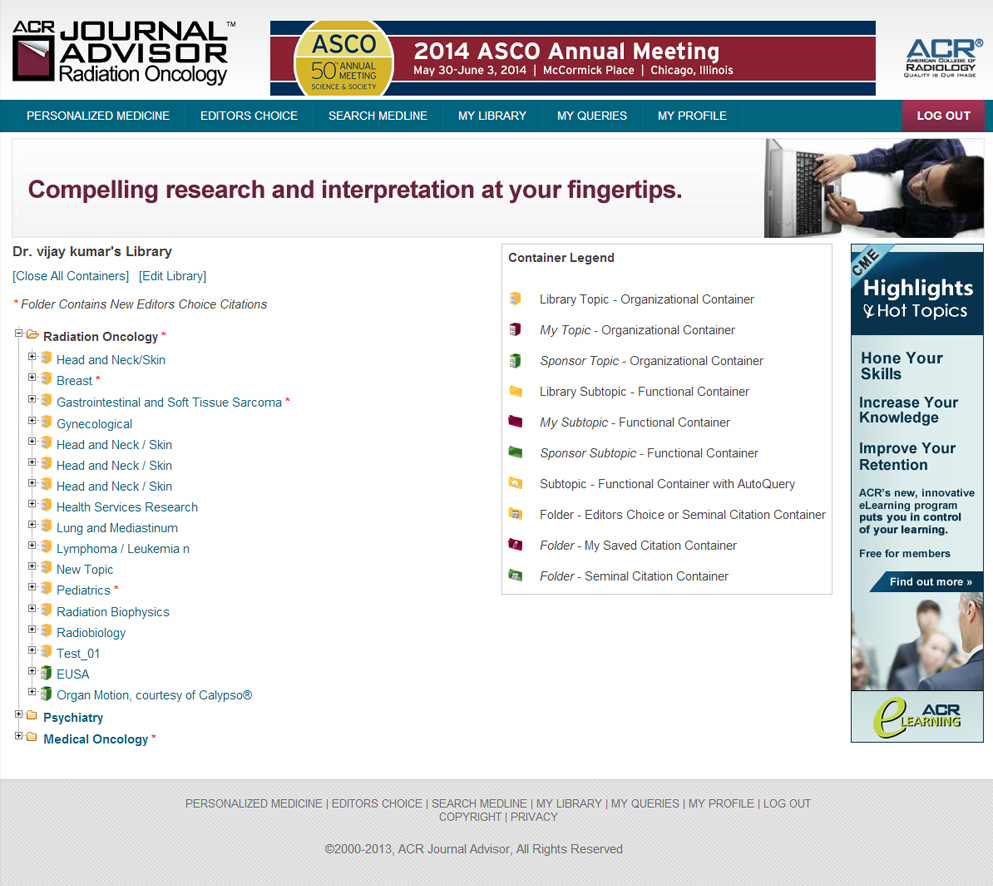 ACR JOURNAL ADVISOR™
Radiation Oncology
ASCO
50TH ANNUAL MEETING
SCIENCE & SOCIETY
2014 ASCO Annual Meeting
May 30-June 3, 2014 | McCormick Place | Chicago, Illinois
ACR®
AMERICAN COLLEGE OF
RADIOLOGY
QUALITY IS OUR IMAGE
PERSONALIZED MEDICINE
EDITORS CHOICE
SEARCH MEDLINE
MY LIBRARY
MY QUERIES
MY PROFILE
LOG OUT
Compelling research and interpretation at your fingertips.
Dr. vijay kumar's Library
[Close All Containers] [Edit Library]
* Folder Contains New Editors Choice Citations
Radiation Oncology *
Head and Neck/Skin
Breast *
Gastrointestinal and Soft Tissue Sarcoma *
Gynecological
Head and Neck / Skin
Head and Neck / Skin
Head and Neck / Skin
Health Services Research
Lung and Mediastinum
Lymphoma / Leukemia n
New Topic
Pediatrics *
Radiation Biophysics
Radiobiology
Test_01
EUSA
Organ Motion, courtesy of Calypso®
Psychiatry
Medical Oncology *
Container Legend
Library Topic - Organizational Container
My Topic - Organizational Container
Sponsor Topic - Organizational Container
Library Subtopic - Functional Container
My Subtopic - Functional Container
Sponsor Subtopic - Functional Container
Subtopic - Functional Container with AutoQuery
Folder - Editors Choice or Seminal Citation Container
Folder - My Saved Citation Container
Folder - Seminal Citation Container
CME
Highlights
& Hot Topics
Hone Your
Skills
Increase Your
Knowledge
Improve Your
Retention
ACR's new, innovative
eLearning program
puts you in control
of your learning.
Free for members
Find out more »
e ACR
LEARNING
PERSONALIZED MEDICINE | EDITORS CHOICE | SEARCH MEDLINE | MY LIBRARY | MY QUERIES | MY PROFILE | LOG OUT
COPYRIGHT | PRIVACY
©2000-2013, ACR Journal Advisor, All Rights Reserved